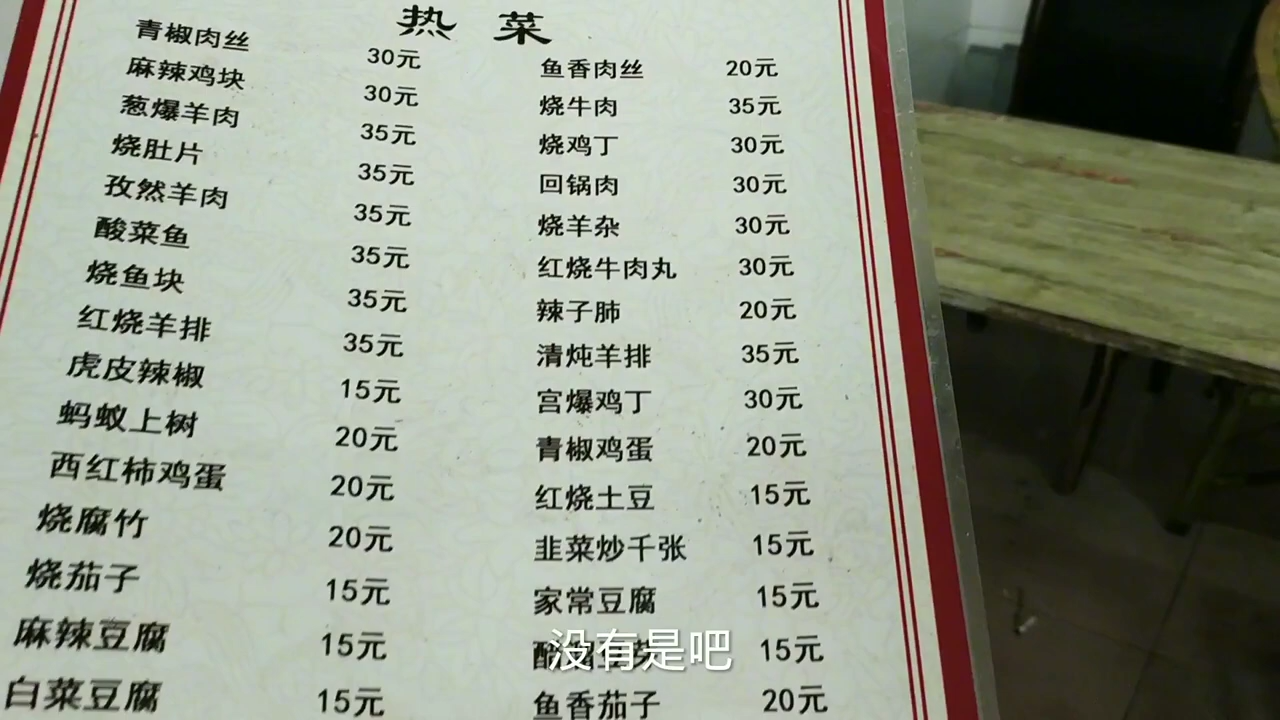 热 菜
青椒肉丝 30元 鱼香肉丝 20元
麻辣鸡块 30元 烧牛肉 35元
葱爆羊肉 35元 烧鸡丁 30元
烧肚片 35元 回锅肉 30元
孜然羊肉 35元 烧羊杂 30元
酸菜鱼 35元 红烧牛肉丸 30元
烧鱼块 35元 辣子肺 20元
红烧羊排 35元 清炖羊排 35元
虎皮辣椒 15元 宫爆鸡丁 30元
蚂蚁上树 20元 青椒鸡蛋 20元
西红柿鸡蛋 20元 红烧土豆 15元
烧腐竹 20元 韭菜炒千张 15元
烧茄子 15元 家常豆腐 15元
麻辣豆腐 15元 15元
白菜豆腐 15元 鱼香茄子 20元
没有是吧